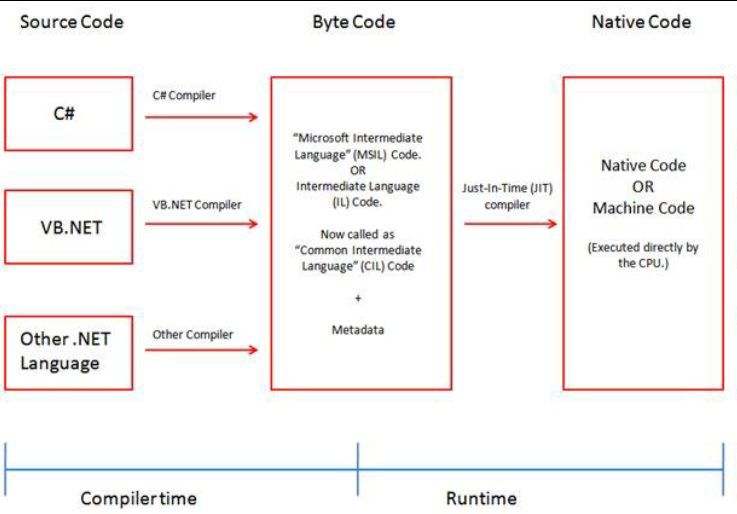 Source Code
Byte Code
Native Code
C#
C# Compiler
VB.NET
VB.NET Compiler
Other .NET
Language
Other Compiler
"Microsoft Intermediate
Language" (MSIL) Code.
OR
Intermediate Language
(IL) Code.
Now called as
"Common Intermediate
Language" (CIL) Code
+
Metadata
Just-In-Time (JIT)
compiler
Native Code
OR
Machine Code
(Executed directly by
the CPU.)
Compiler time
Runtime